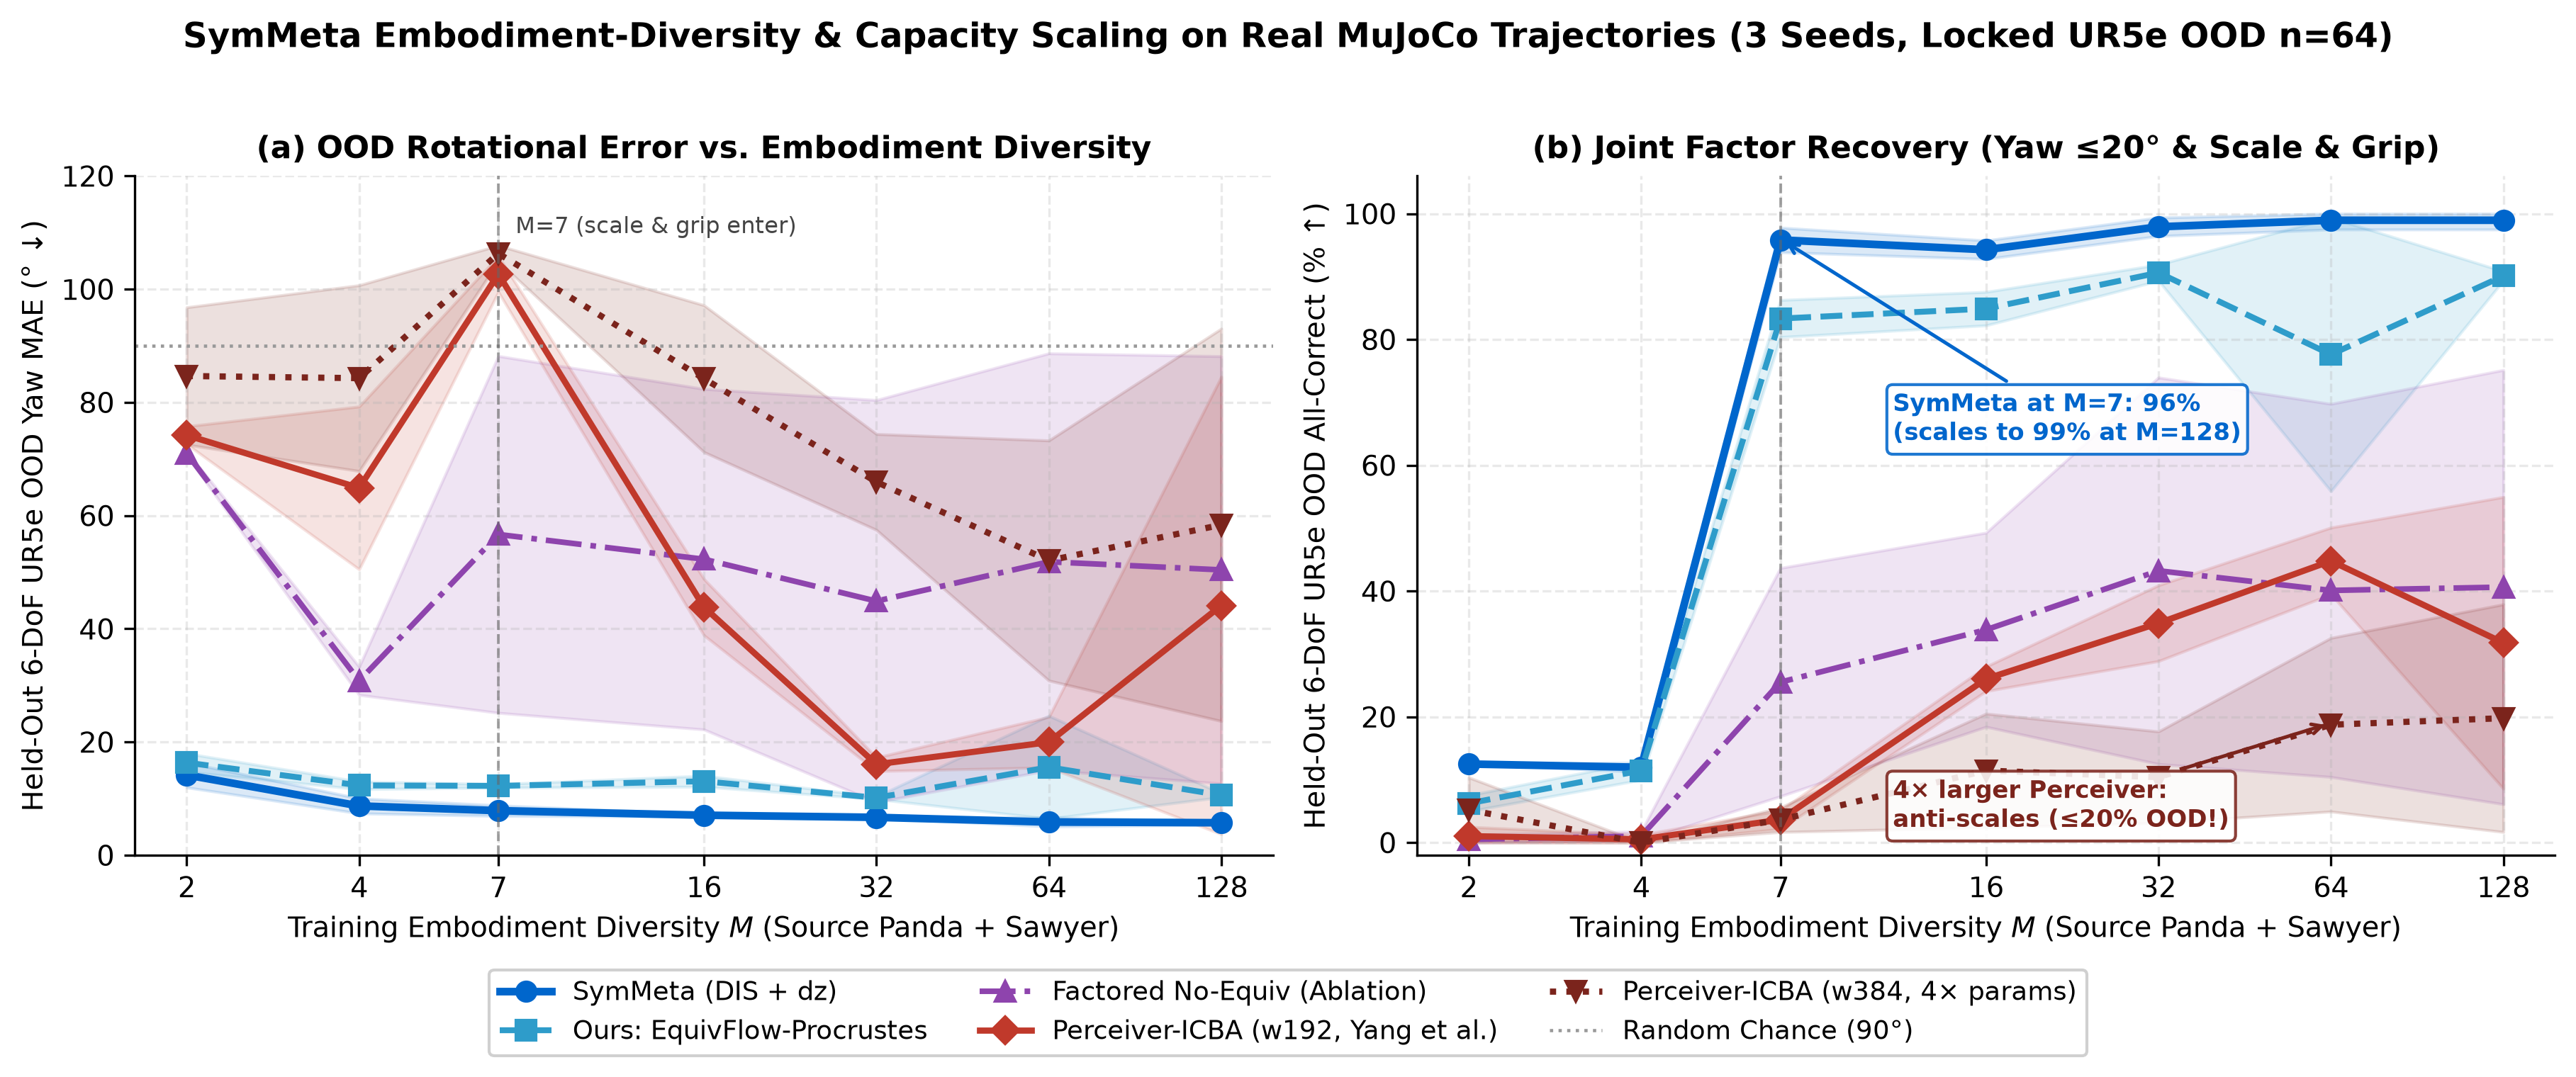 SymMeta Embodiment-Diversity & Capacity Scaling on Real MuJoCo Trajectories (3 Seeds, Locked UR5e OOD n=64)
(a) OOD Rotational Error vs. Embodiment Diversity
Held-Out 6-DoF UR5e OOD Yaw MAE (° ↓)
120
100
80
60
40
20
0
M=7 (scale & grip enter)
2 4 7 16 32 64 128
Training Embodiment Diversity M (Source Panda + Sawyer)
(b) Joint Factor Recovery (Yaw ≤20° & Scale & Grip)
Held-Out 6-DoF UR5e OOD All-Correct (% ↑)
100
80
60
40
20
0
SymMeta at M=7: 96%
(scales to 99% at M=128)
4× larger Perceiver:
anti-scales (≤20% OOD!)
2 4 7 16 32 64 128
Training Embodiment Diversity M (Source Panda + Sawyer)
SymMeta (DIS + dz)
Ours: EquivFlow-Procrustes
Factored No-Equiv (Ablation)
Perceiver-ICBA (w192, Yang et al.)
Perceiver-ICBA (w384, 4× params)
Random Chance (90°)